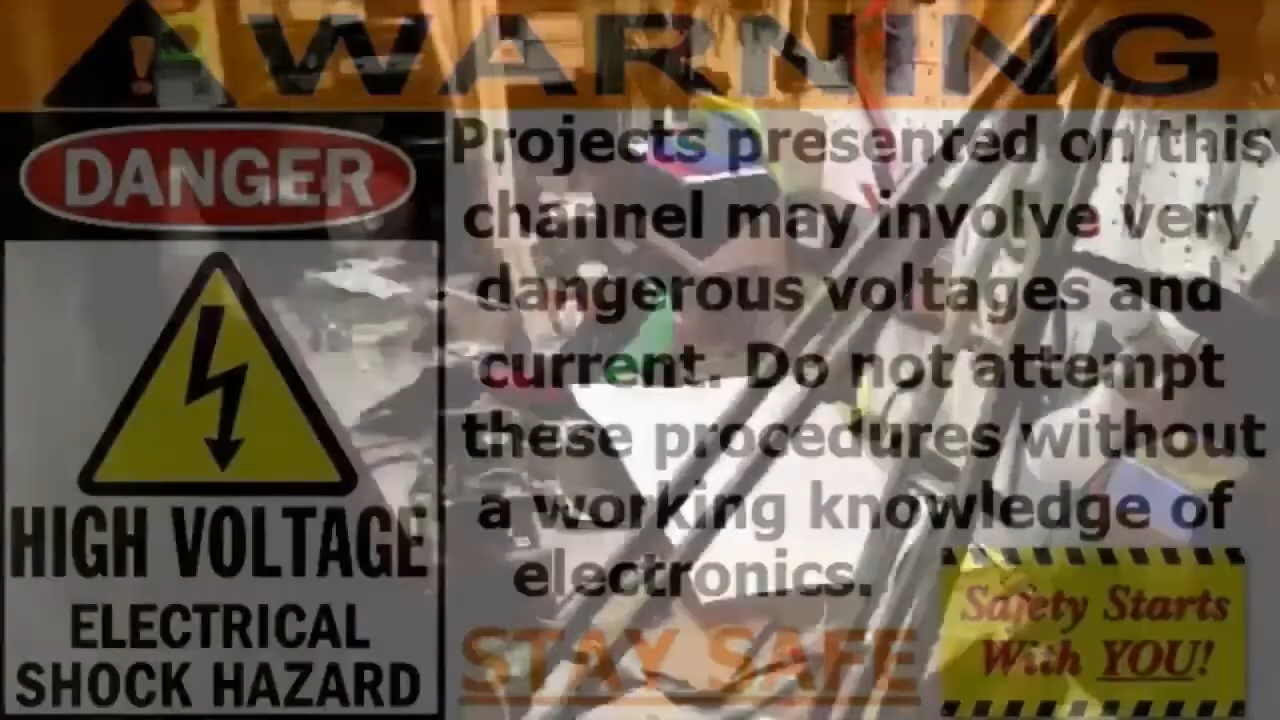 WARNING
DANGER
HIGH VOLTAGE
ELECTRICAL
SHOCK HAZARD
Projects presented on this
channel may involve very
dangerous voltages and
current. Do not attempt
these procedures without
a working knowledge of
electronics.
STAY SAFE
Safety Starts
With YOU!